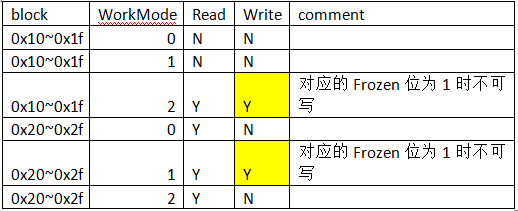 block WorkMode Read Write comment
0x10~0x1f 0 N N
0x10~0x1f 1 N N
对应的 Frozen 位为 1 时不可
0x10~0x1f 2 Y Y 写
0x20~0x2f 0 Y N
对应的 Frozen 位为 1 时不可
0x20~0x2f 1 Y Y 写
0x20~0x2f 2 Y N